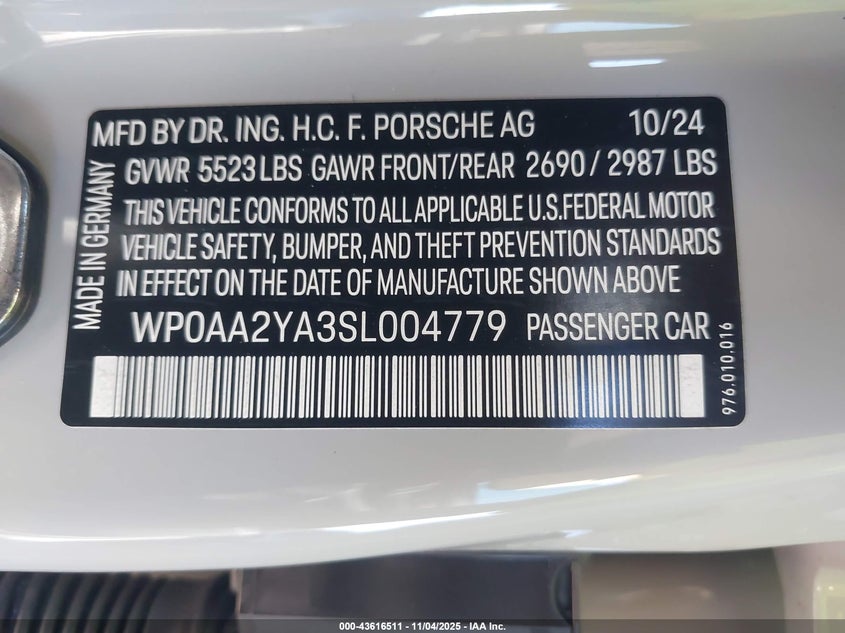 MFD BY DR. ING. H.C. F. PORSCHE AG 10/24
GVWR 5523 LBS GAWR FRONT/REAR 2690 / 2987 LBS
THIS VEHICLE CONFORMS TO ALL APPLICABLE U.S.FEDERAL MOTOR
VEHICLE SAFETY, BUMPER, AND THEFT PREVENTION STANDARDS
IN EFFECT ON THE DATE OF MANUFACTURE SHOWN ABOVE
WP0AA2YA3SL004779 PASSENGER CAR
MADE IN GERMANY
976.010.016
000-43616511 | 11/04/2025 - IAA Inc.